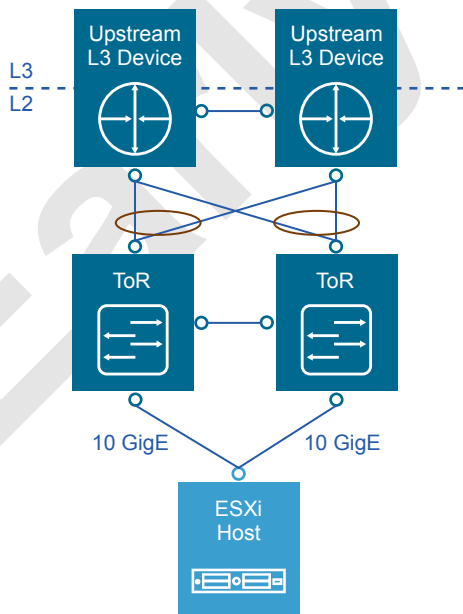 Upstream
L3 Device
Upstream
L3 Device
L3
L2
ToR
ToR
10 GigE
10 GigE
ESXi
Host